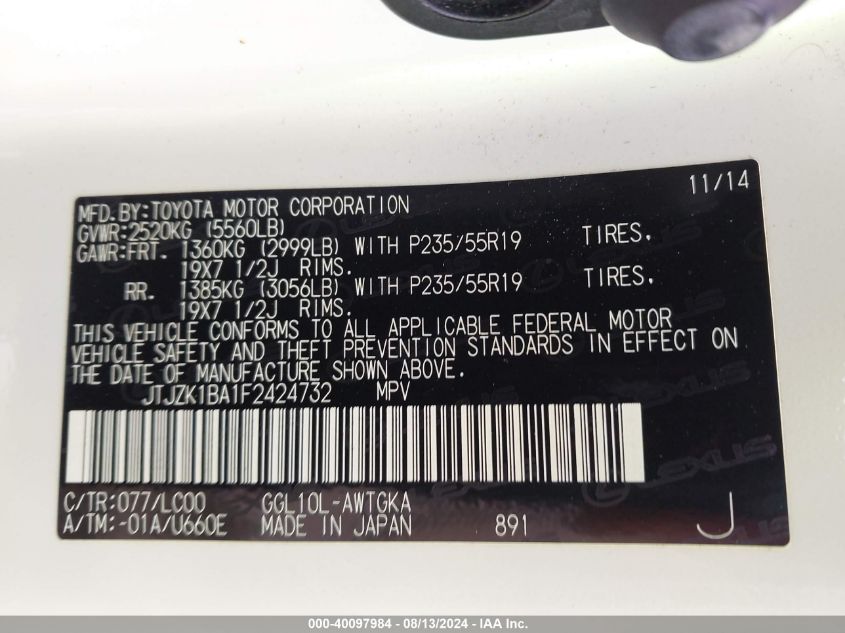 11/14
MFD.BY:TOYOTA MOTOR CORPORATION
GVWR:2520KG (5560LB)
GAWR:FRT. 1360KG (2999LB) WITH P235/55R19 TIRES.
19X7 1/2J RIMS.
RR. 1385KG (3056LB) WITH P235/55R19 TIRES.
19X7 1/2J RIMS.
THIS VEHICLE CONFORMS TO ALL APPLICABLE FEDERAL MOTOR
VEHICLE SAFETY AND THEFT PREVENTION STANDARDS IN EFFECT ON
THE DATE OF MANUFACTURE SHOWN ABOVE.
JTJZK1BA1F2424732 MPV
C/TR:077/LC00 GGL10L-AWTGKA
A/TM:-01A/U660E MADE IN JAPAN 891 J
LEXUS
000-40097984 - 08/13/2024 - IAA Inc.